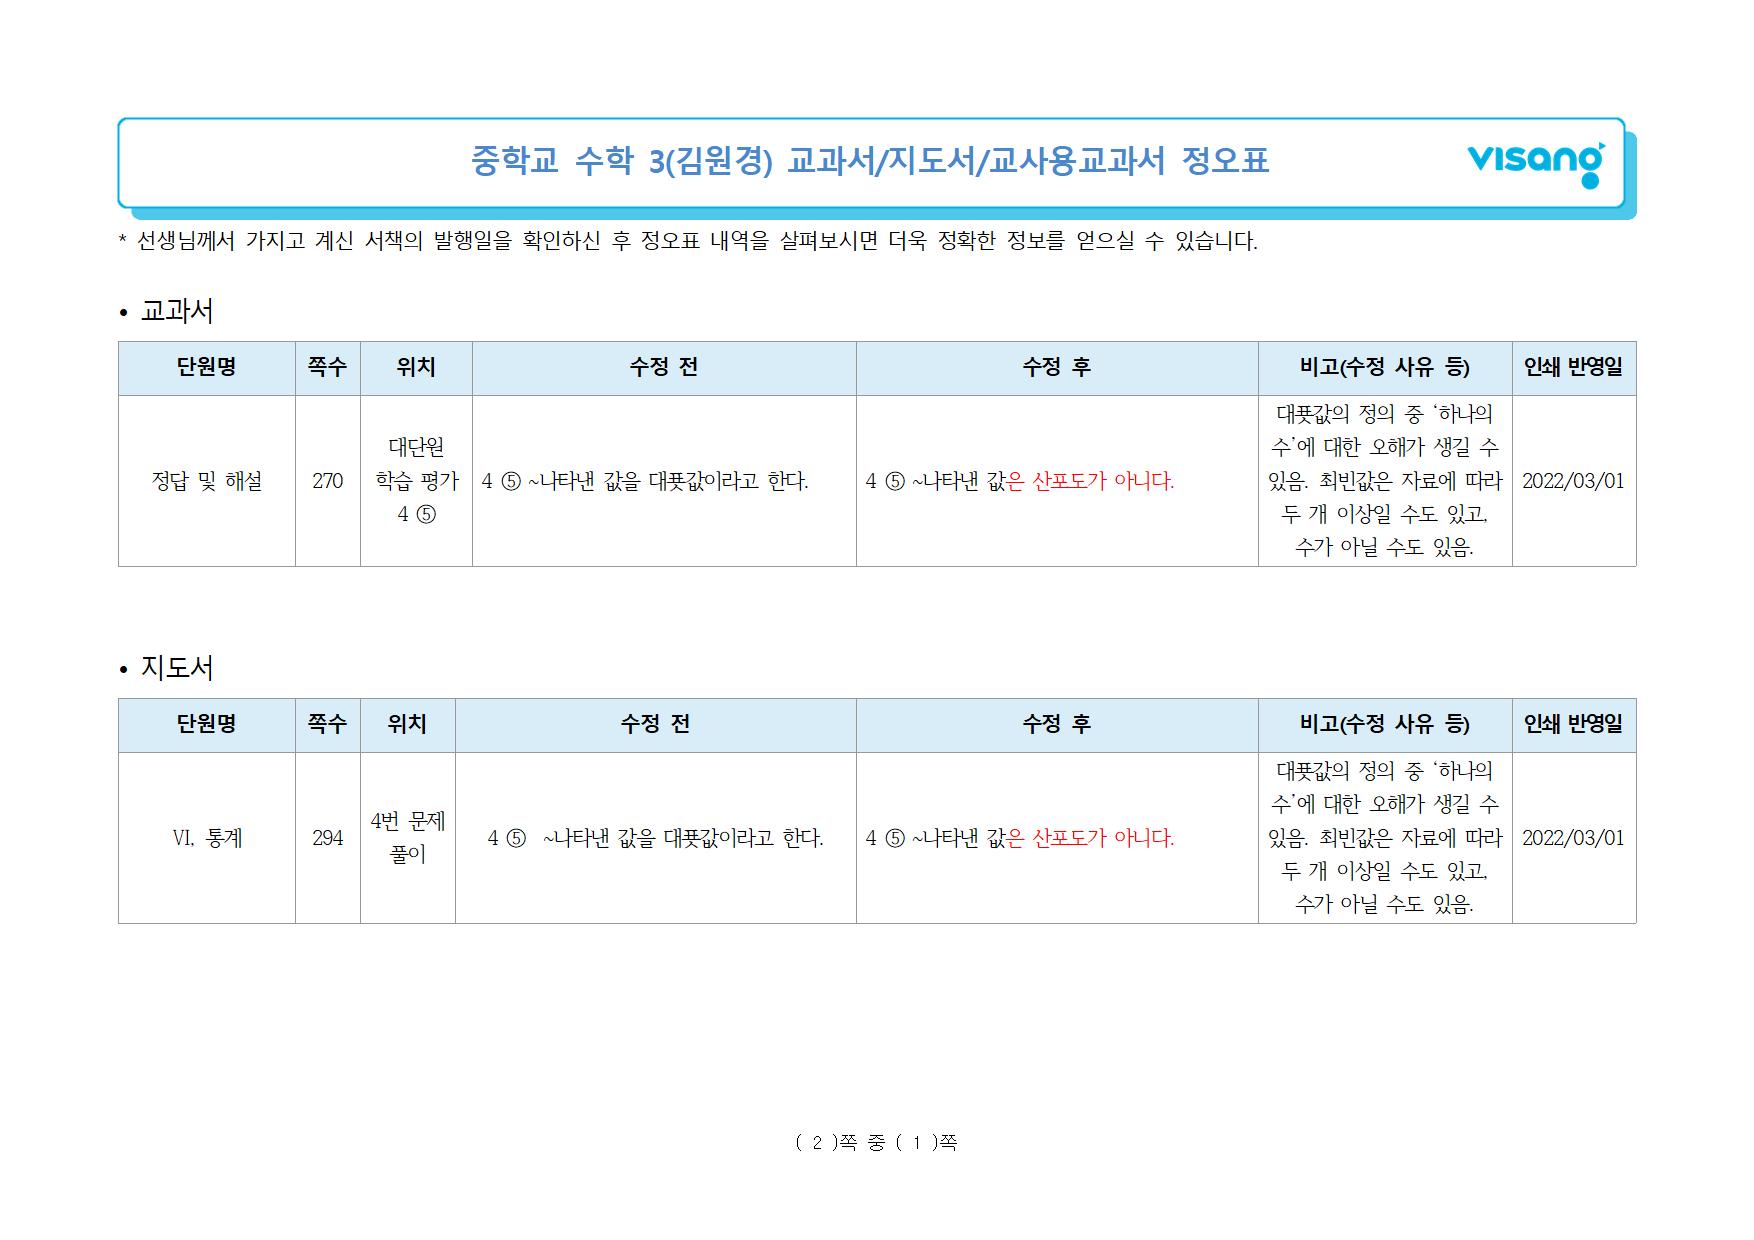 중학교 수학 3(김원경) 교과서/지도서/교사용교과서 정오표
visang
* 선생님께서 가지고 계신 서책의 발행일을 확인하신 후 정오표 내역을 살펴보시면 더욱 정확한 정보를 얻으실 수 있습니다.
• 교과서
단원명 쪽수 위치 수정 전 수정 후 비고(수정 사유 등) 인쇄 반영일
정답 및 해설
270
대단원
학습 평가
4 ⑤
4 ⑤ ~나타낸 값을 대푯값이라고 한다.
4 ⑤ ~나타낸 값은 산포도가 아니다.
대푯값의 정의 중 ‘하나의
수’에 대한 오해가 생길 수
있음. 최빈값은 자료에 따라
두 개 이상일 수도 있고,
수가 아닐 수도 있음.
2022/03/01
• 지도서
단원명 쪽수 위치 수정 전 수정 후 비고(수정 사유 등) 인쇄 반영일
VI. 통계
294
4번 문제
풀이
4 ⑤ ~나타낸 값을 대푯값이라고 한다.
4 ⑤ ~나타낸 값은 산포도가 아니다.
대푯값의 정의 중 ‘하나의
수’에 대한 오해가 생길 수
있음. 최빈값은 자료에 따라
두 개 이상일 수도 있고,
수가 아닐 수도 있음.
2022/03/01
( 2 )쪽 중 ( 1 )쪽